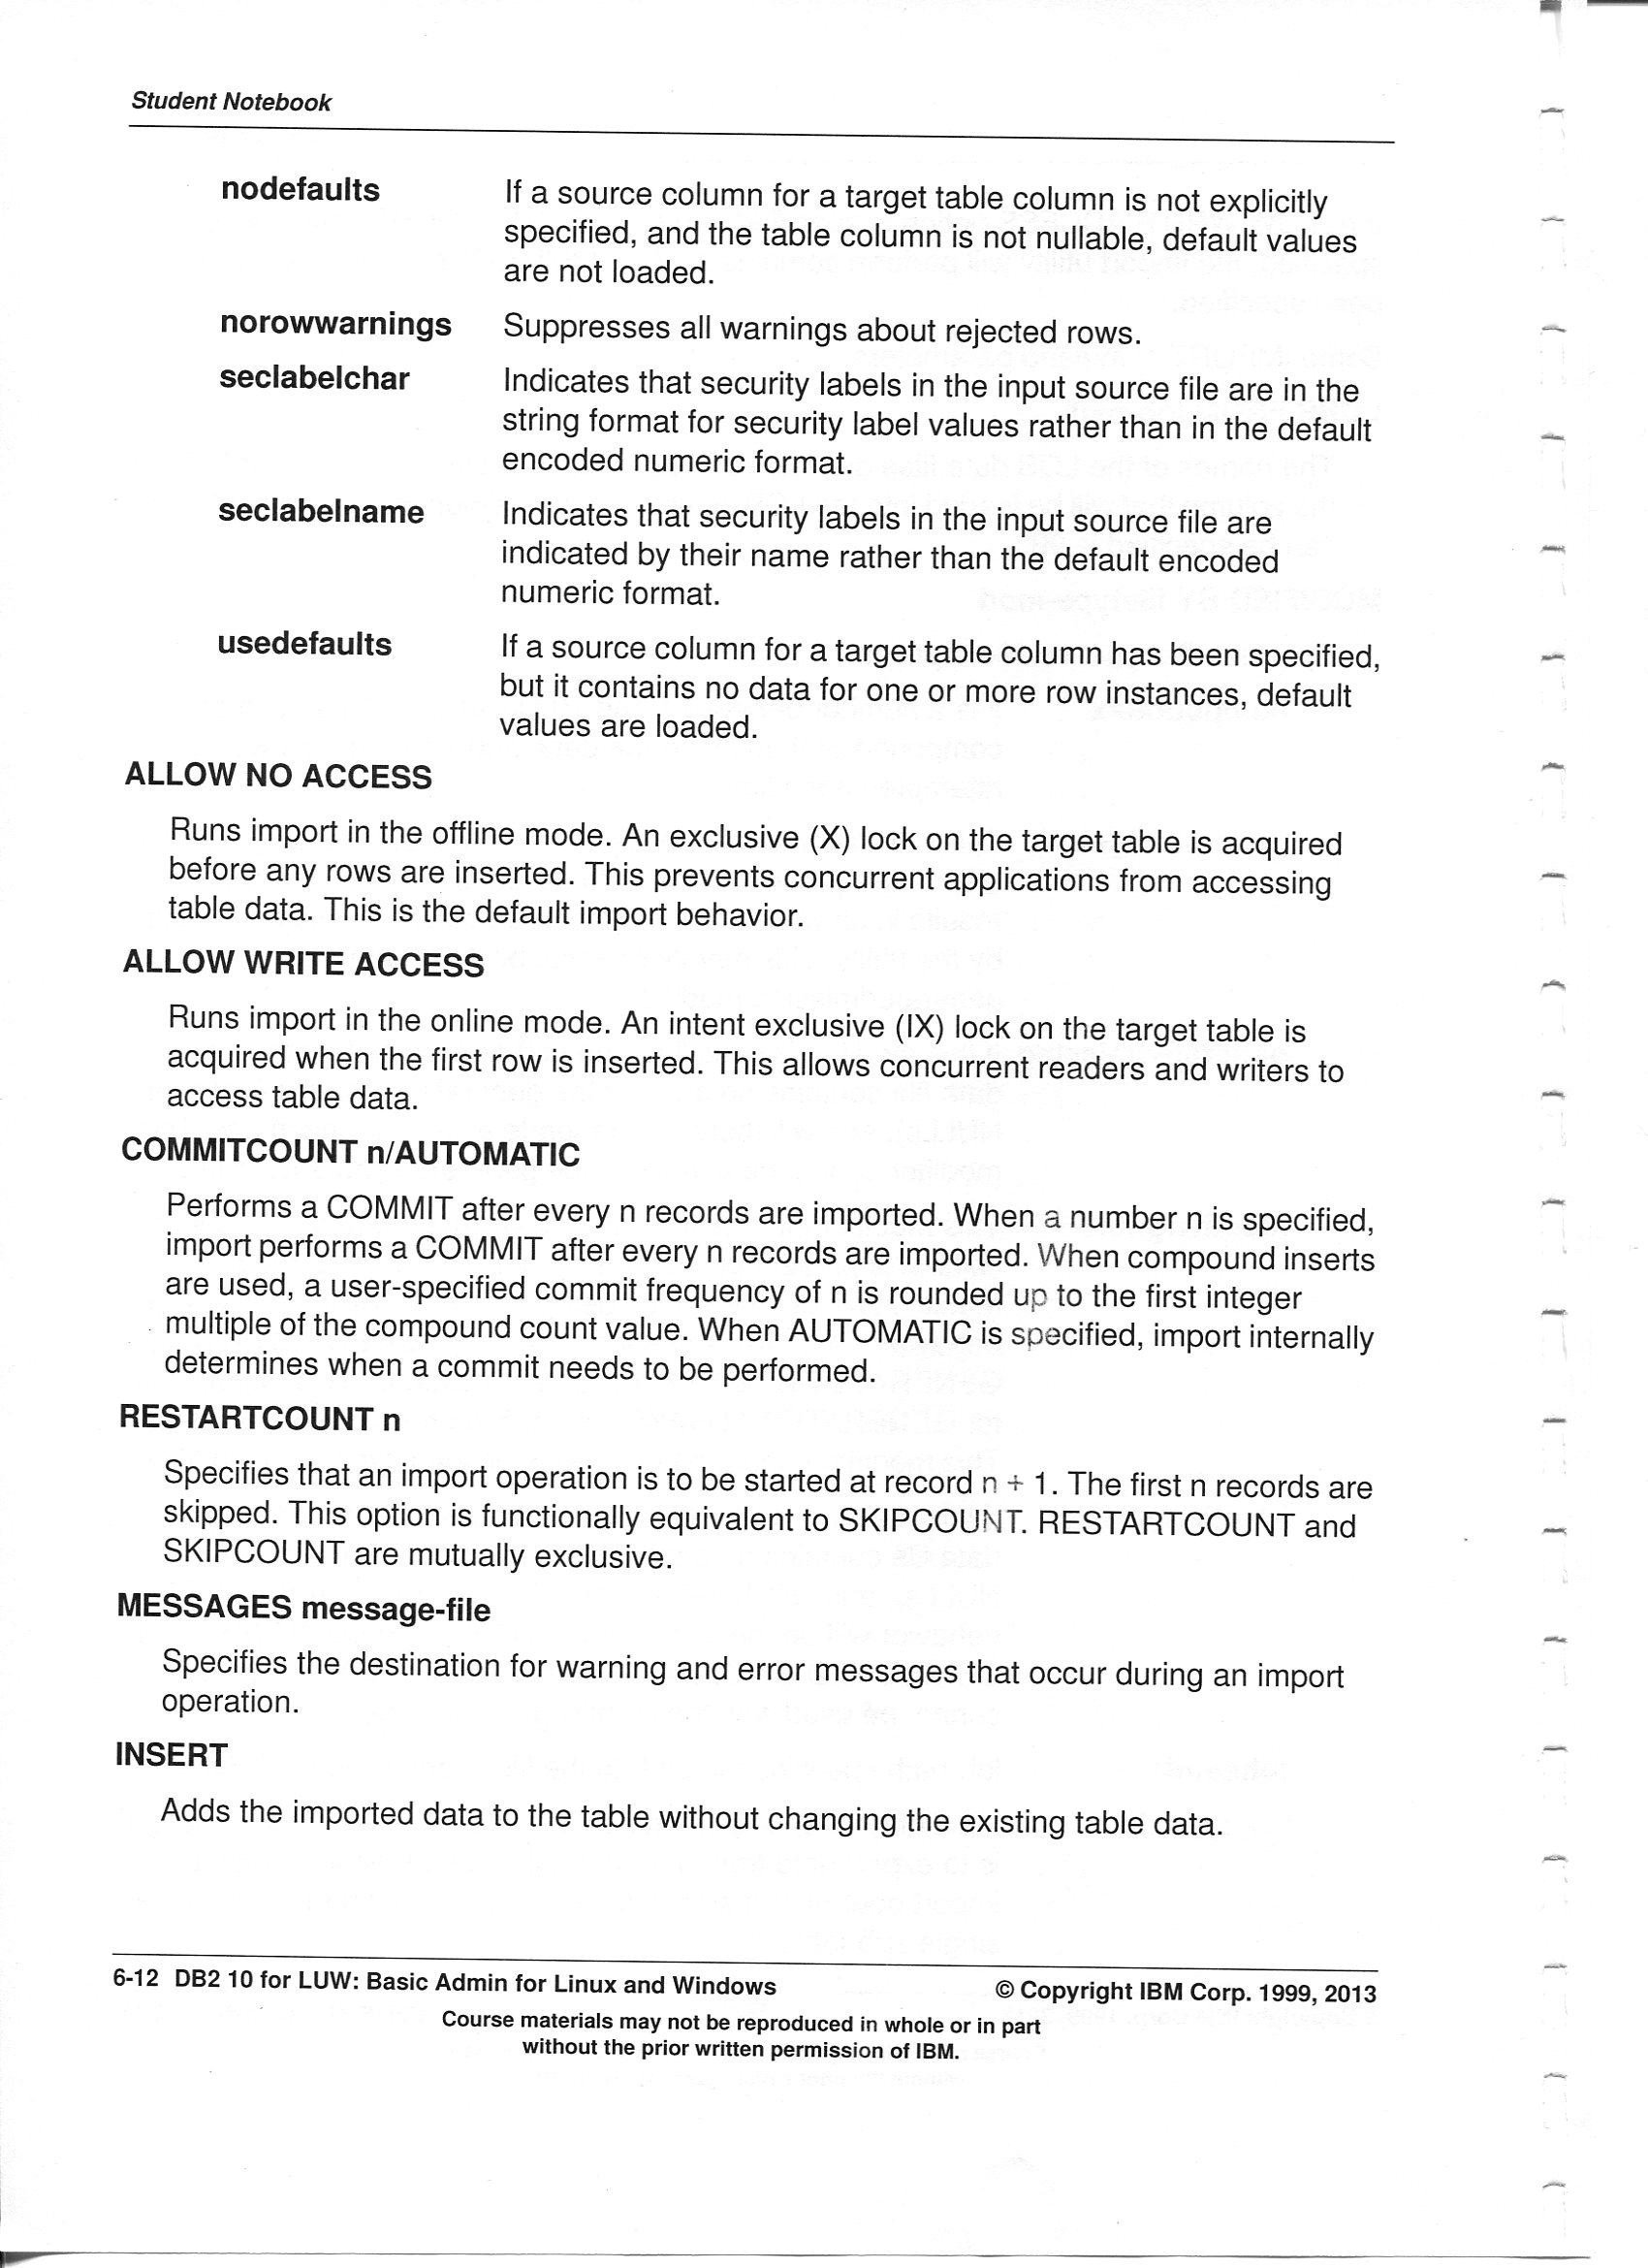 Student Notebook
nodefaults If a source column for a target table column is not explicitly
specified, and the table column is not nullable, default values
are not loaded.
norowwarnings Suppresses all warnings about rejected rows.
seclabelchar Indicates that security labels in the input source file are in the
string format for security label values rather than in the default
encoded numeric format.
seclabelname Indicates that security labels in the input source file are
indicated by their name rather than the default encoded
numeric format.
usedefaults If a source column for a target table column has been specified,
but it contains no data for one or more row instances, default
values are loaded.
ALLOW NO ACCESS
Runs import in the offline mode. An exclusive (X) lock on the target table is acquired
before any rows are inserted. This prevents concurrent applications from accessing
table data. This is the default import behavior.
ALLOW WRITE ACCESS
Runs import in the online mode. An intent exclusive (IX) lock on the target table is
acquired when the first row is inserted. This allows concurrent readers and writers to
access table data.
COMMITCOUNT n/AUTOMATIC
Performs a COMMIT after every n records are imported. When a number n is specified,
import performs a COMMIT after every n records are imported. When compound inserts
are used, a user-specified commit frequency of n is rounded up to the first integer
multiple of the compound count value. When AUTOMATIC is specified, import internally
determines when a commit needs to be performed.
RESTARTCOUNT n
Specifies that an import operation is to be started at record n + 1. The first n records are
skipped. This option is functionally equivalent to SKIPCOUNT. RESTARTCOUNT and
SKIPCOUNT are mutually exclusive.
MESSAGES message-file
Specifies the destination for warning and error messages that occur during an import
operation.
INSERT
Adds the imported data to the table without changing the existing table data.
6-12 DB2 10 for LUW: Basic Admin for Linux and Windows © Copyright IBM Corp. 1999, 2013
Course materials may not be reproduced in whole or in part
without the prior written permission of IBM.